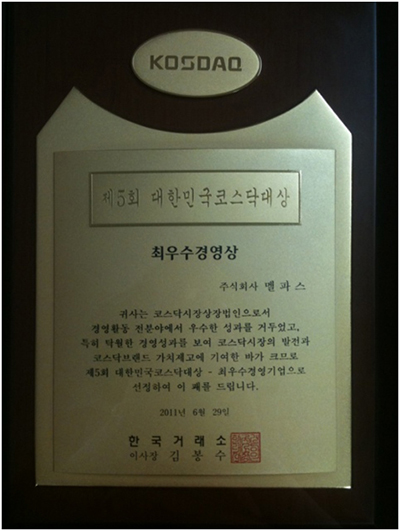 KOSDAQ
제5회 대한민국코스닥대상
최우수경영상
주식회사 멜파스
귀사는 코스닥시장상장법인으로서
경영활동 전분야에서 우수한 성과를 거두었고,
특히 탁월한 경영성과를 보여 코스닥시장의 발전과
코스닥브랜드 가치제고에 기여한 바가 크므로
제5회 대한민국코스닥대상 - 최우수경영기업으로
선정하여 이 패를 드립니다.
2011년 6월 29일
한국거래소
이사장 김봉수